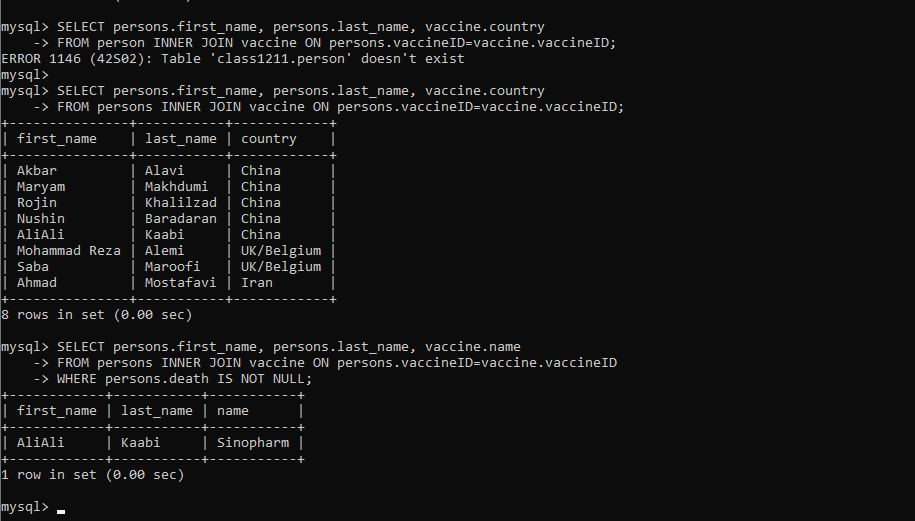 mysql> SELECT persons.first_name, persons.last_name, vaccine.country
    -> FROM person INNER JOIN vaccine ON persons.vaccineID=vaccine.vaccineID;
ERROR 1146 (42S02): Table 'class1211.person' doesn't exist
mysql>
mysql> SELECT persons.first_name, persons.last_name, vaccine.country
    -> FROM persons INNER JOIN vaccine ON persons.vaccineID=vaccine.vaccineID;
+---------------+-----------+------------+
| first_name    | last_name | country    |
+---------------+-----------+------------+
| Akbar         | Alavi     | China      |
| Maryam        | Makhdumi  | China      |
| Rojin         | Khalilzad | China      |
| Nushin        | Baradaran | China      |
| AliAli        | Kaabi     | China      |
| Mohammad Reza | Alemi     | UK/Belgium |
| Saba          | Maroofi   | UK/Belgium |
| Ahmad         | Mostafavi | Iran       |
+---------------+-----------+------------+
8 rows in set (0.00 sec)
mysql> SELECT persons.first_name, persons.last_name, vaccine.name
    -> FROM persons INNER JOIN vaccine ON persons.vaccineID=vaccine.vaccineID
    -> WHERE persons.death IS NOT NULL;
+------------+-----------+-----------+
| first_name | last_name | name      |
+------------+-----------+-----------+
| AliAli     | Kaabi     | Sinopharm |
+------------+-----------+-----------+
1 row in set (0.00 sec)
mysql> _